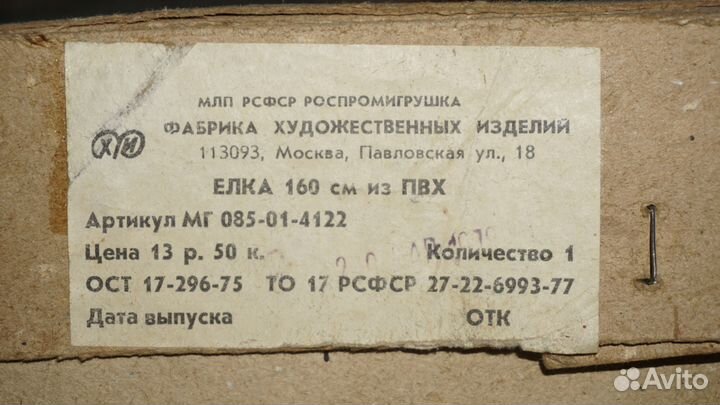 МЛП РСФСР РОСПРОМИГРУШКА
ХИ ФАБРИКА ХУДОЖЕСТВЕННЫХ ИЗДЕЛИЙ
113093, Москва, Павловская ул., 18
ЕЛКА 160 см из ПВХ
Артикул МГ 085-01-4122
Цена 13 р. 50 к. Количество 1
ОСТ 17-296-75 ТО 17 РСФСР 27-22-6993-77
Дата выпуска ОТК
Avito